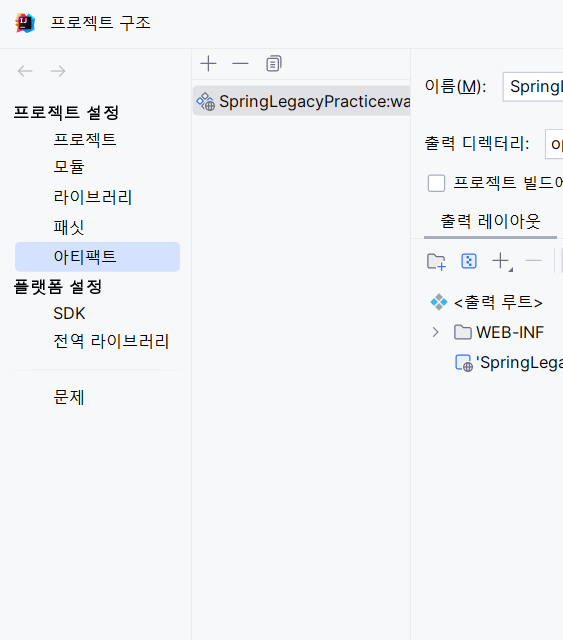 프로젝트 구조
프로젝트 설정
프로젝트
모듈
라이브러리
패싯
아티팩트
플랫폼 설정
SDK
전역 라이브러리
문제
SpringLegacyPractice:wa
이름(M):
SpringL
출력 디렉터리:
프로젝트 빌드에
출력 레이아웃
<출력 루트>
WEB-INF
'SpringLega